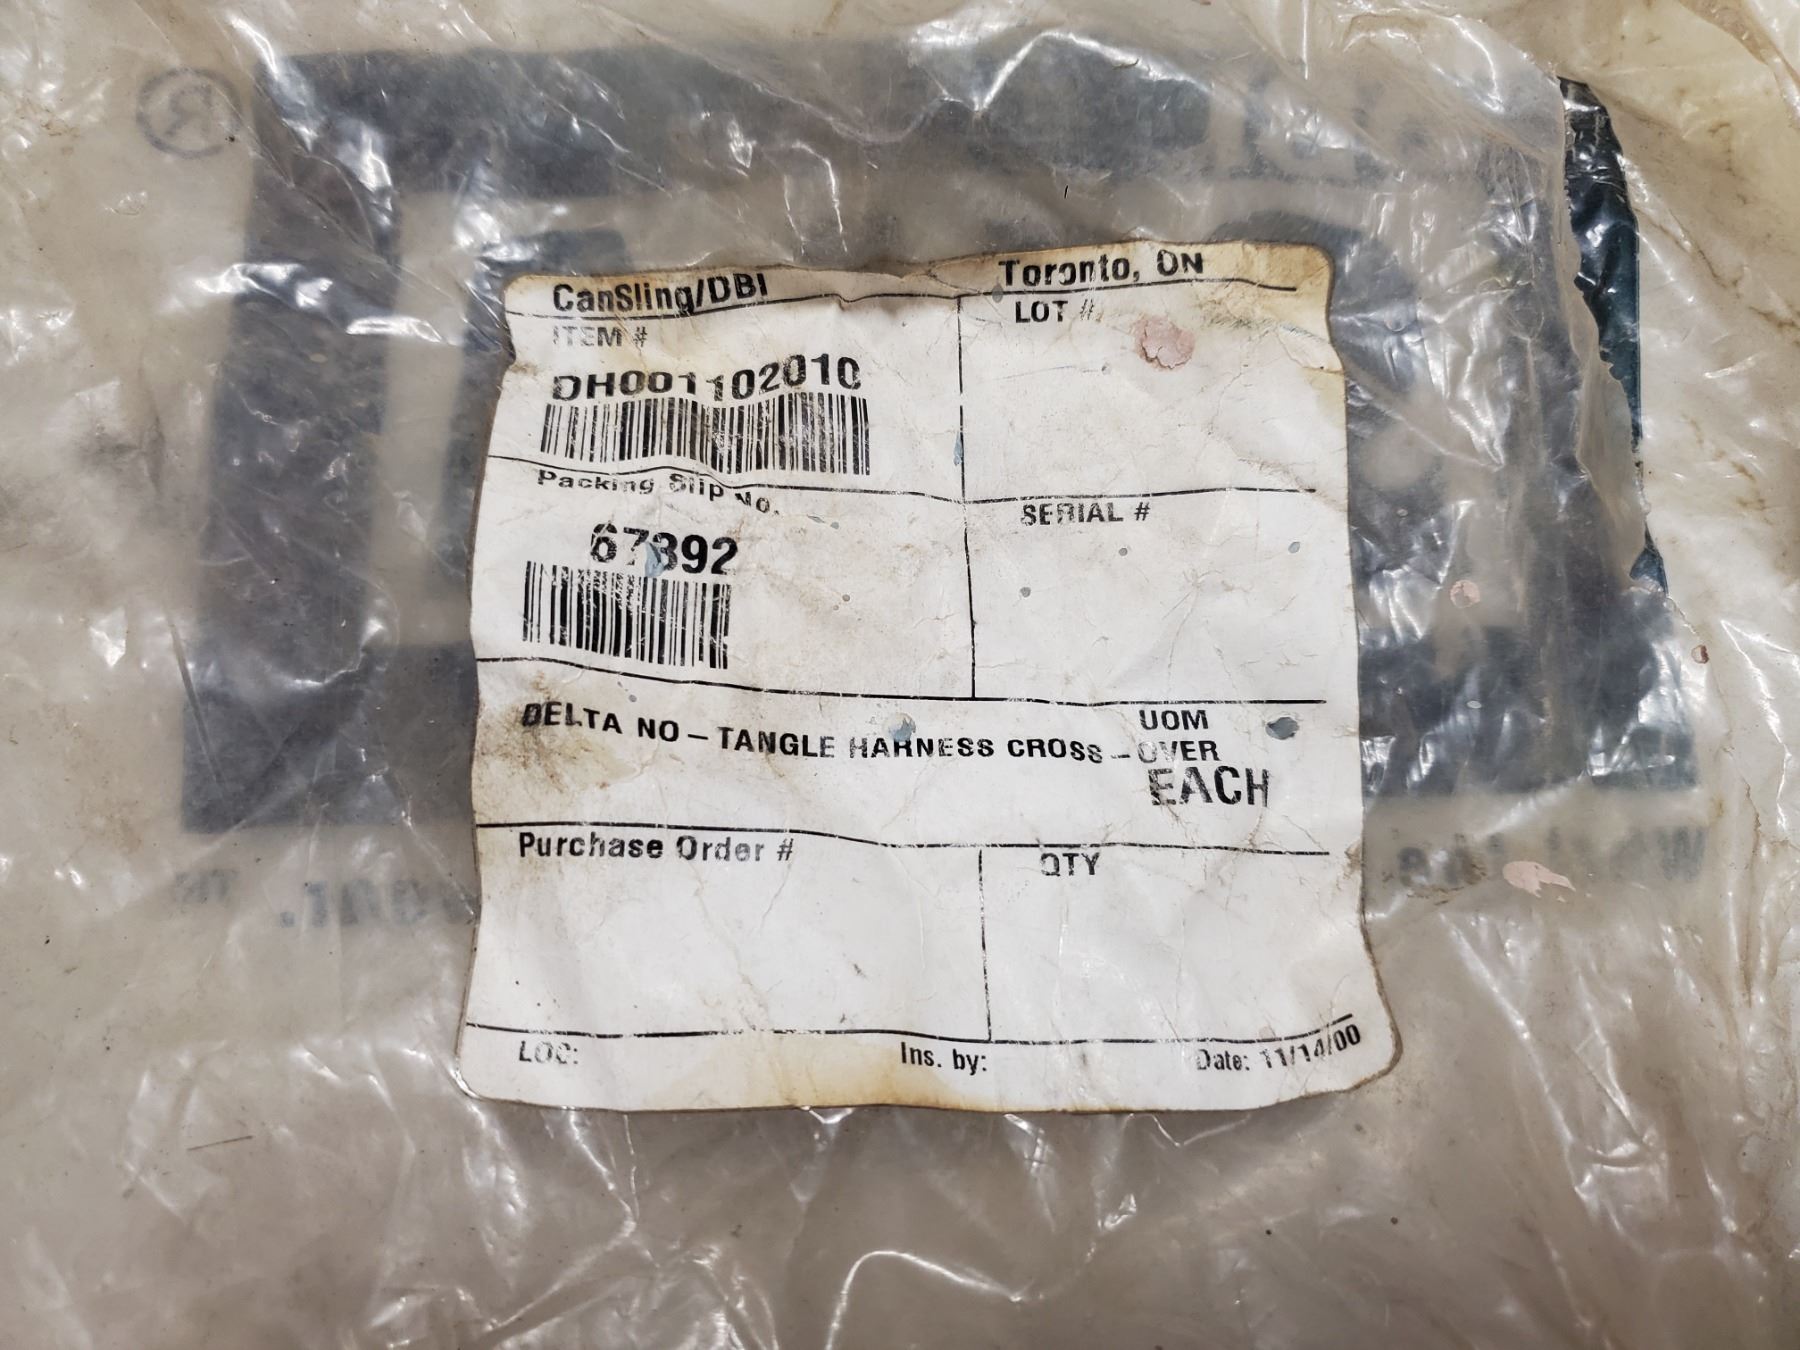 CanSling/DBI Toronto, ON
ITEM # LOT #
DH001102010
Packing Slip No. SERIAL #
67892
UOM
DELTA NO-TANGLE HARNESS CROSS-OVER
EACH
Purchase Order # QTY
LOC: Ins. by: Date: 11/14/00